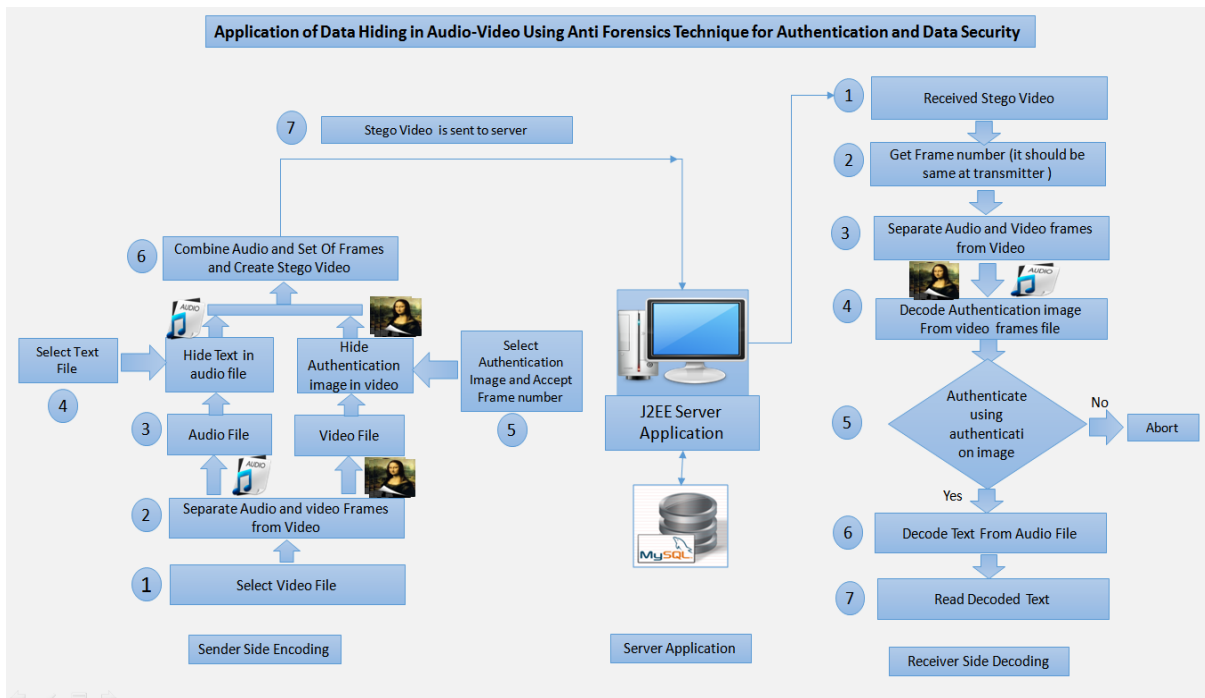 Application of Data Hiding in Audio-Video Using Anti Forensics Technique for Authentication and Data Security
7
Stego Video is sent to server
6
Combine Audio and Set Of Frames
and Create Stego Video
AUDIO
Select Text
File
4
Hide Text in
audio file
Hide
Authentication
image in video
Select
Authentication
Image and Accept
Frame number
5
3
Audio File
Video File
AUDIO
2
Separate Audio and video Frames
from Video
1
Select Video File
Sender Side Encoding
J2EE Server
Application
MySQL
Server Application
1
Received Stego Video
2
Get Frame number (it should be
same at transmitter )
3
Separate Audio and Video frames
from Video
AUDIO
4
Decode Authentication image
From video frames file
5
Authenticate
using
authenticati
on image
No
Abort
Yes
6
Decode Text From Audio File
7
Read Decoded Text
Receiver Side Decoding